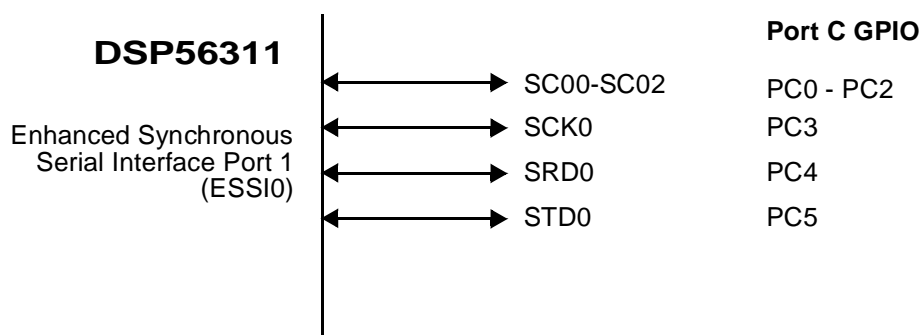 Port C GPIO
DSP56311
SC00-SC02 PC0 - PC2
SCK0 PC3
Enhanced Synchronous
Serial Interface Port 1
(ESSI0)
SRD0 PC4
STD0 PC5